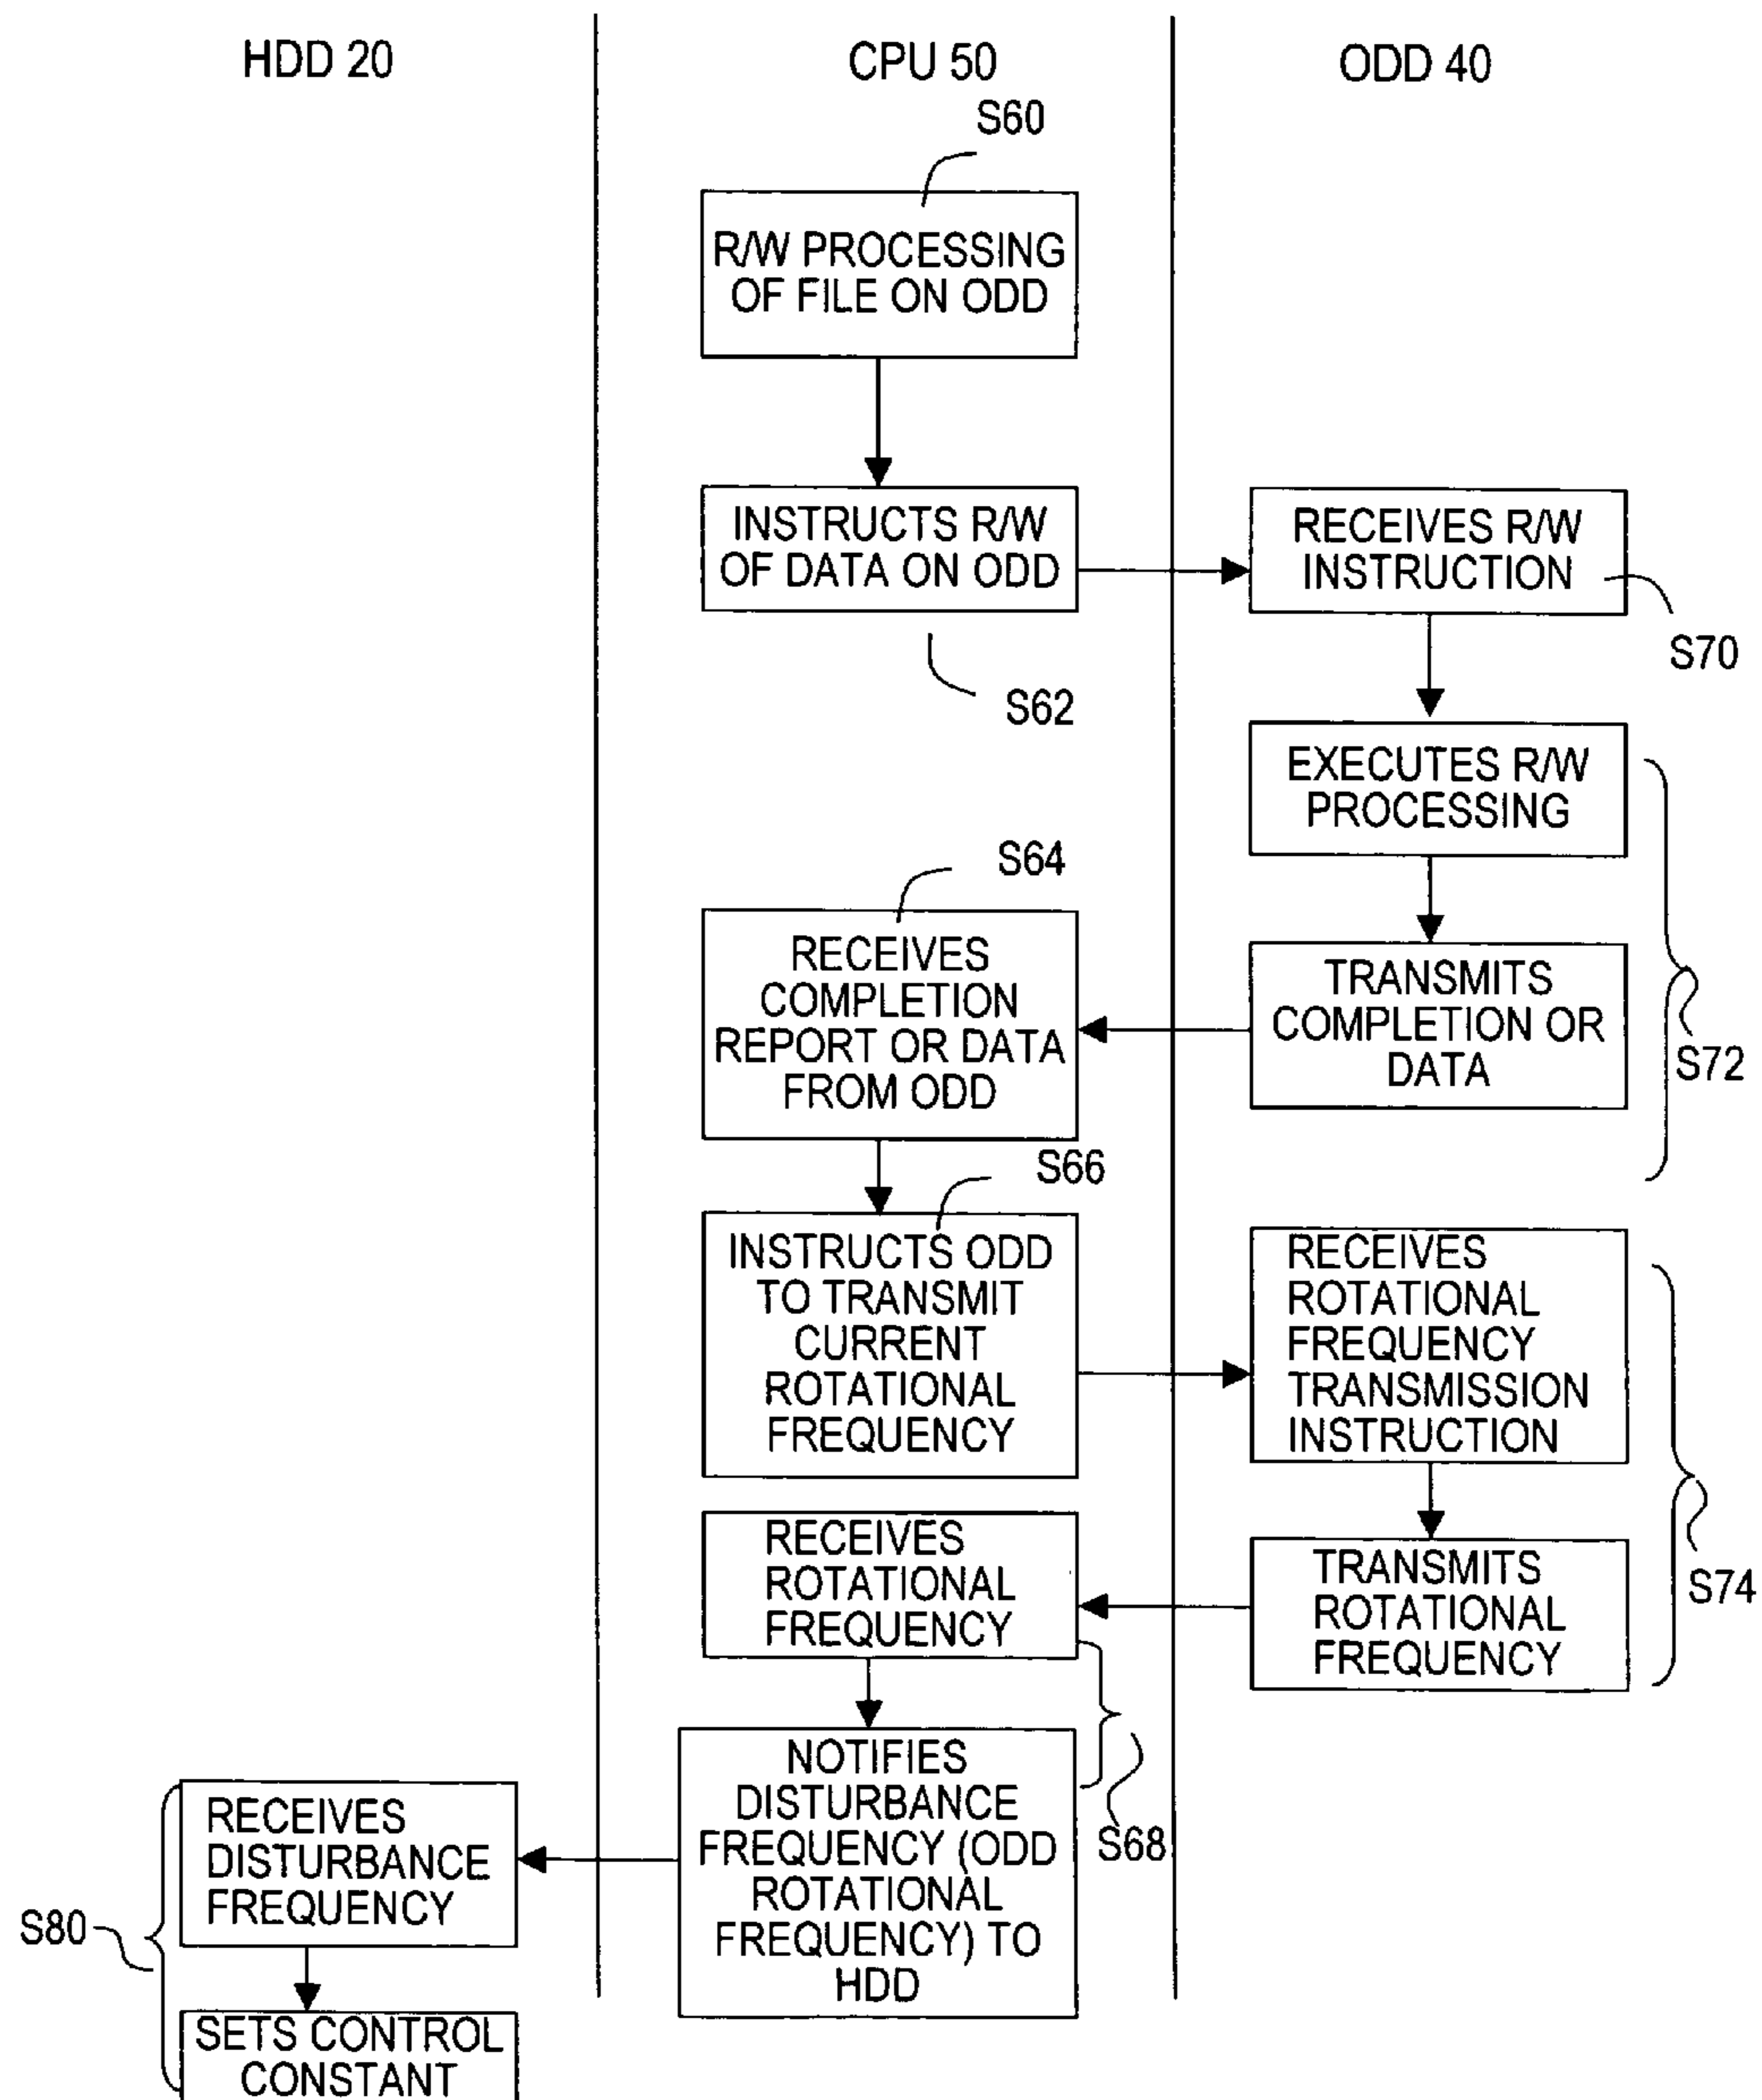 HDD 20
CPU 50
ODD 40
S60
R/W PROCESSING
OF FILE ON ODD
INSTRUCTS R/W
OF DATA ON ODD
S62
RECEIVES R/W
INSTRUCTION
S70
EXECUTES R/W
PROCESSING
S64
RECEIVES
COMPLETION
REPORT OR DATA
FROM ODD
TRANSMITS
COMPLETION OR
DATA
S72
S66
INSTRUCTS ODD
TO TRANSMIT
CURRENT
ROTATIONAL
FREQUENCY
RECEIVES
ROTATIONAL
FREQUENCY
TRANSMISSION
INSTRUCTION
RECEIVES
ROTATIONAL
FREQUENCY
TRANSMITS
ROTATIONAL
FREQUENCY
S74
NOTIFIES
DISTURBANCE
FREQUENCY (ODD
ROTATIONAL
FREQUENCY) TO
HDD
S68
RECEIVES
DISTURBANCE
FREQUENCY
S80
SETS CONTROL
CONSTANT